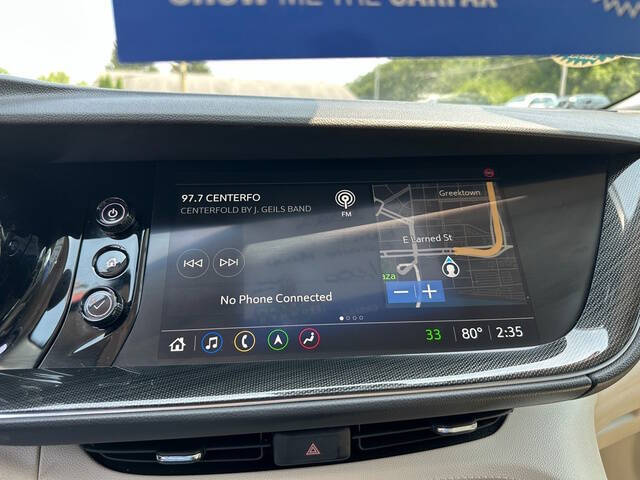 SHOW ME THE CARFAX
97.7 CENTERFO
CENTERFOLD BY J. GEILS BAND
FM
Greektown
E Larned St
aza
No Phone Connected
33 80° 2:35